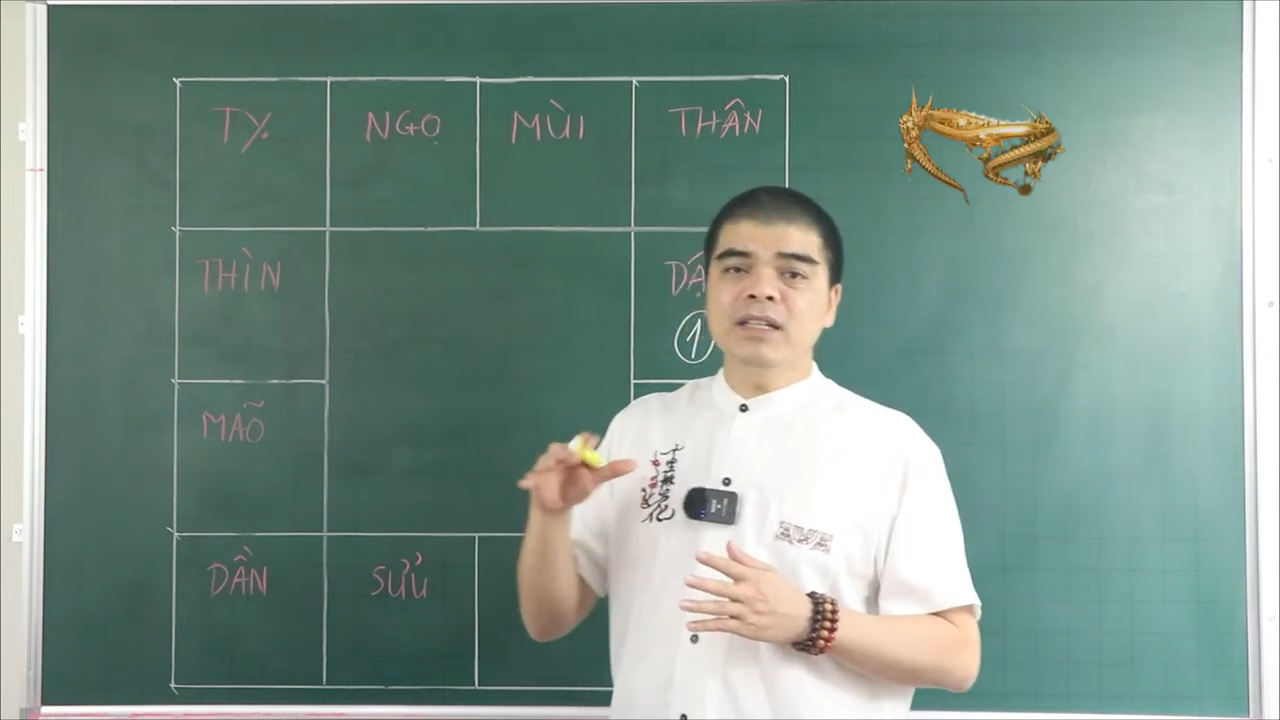 TỴ NGỌ MÙI THÂN
THÌN
①
MÃO
DẦN SỬU